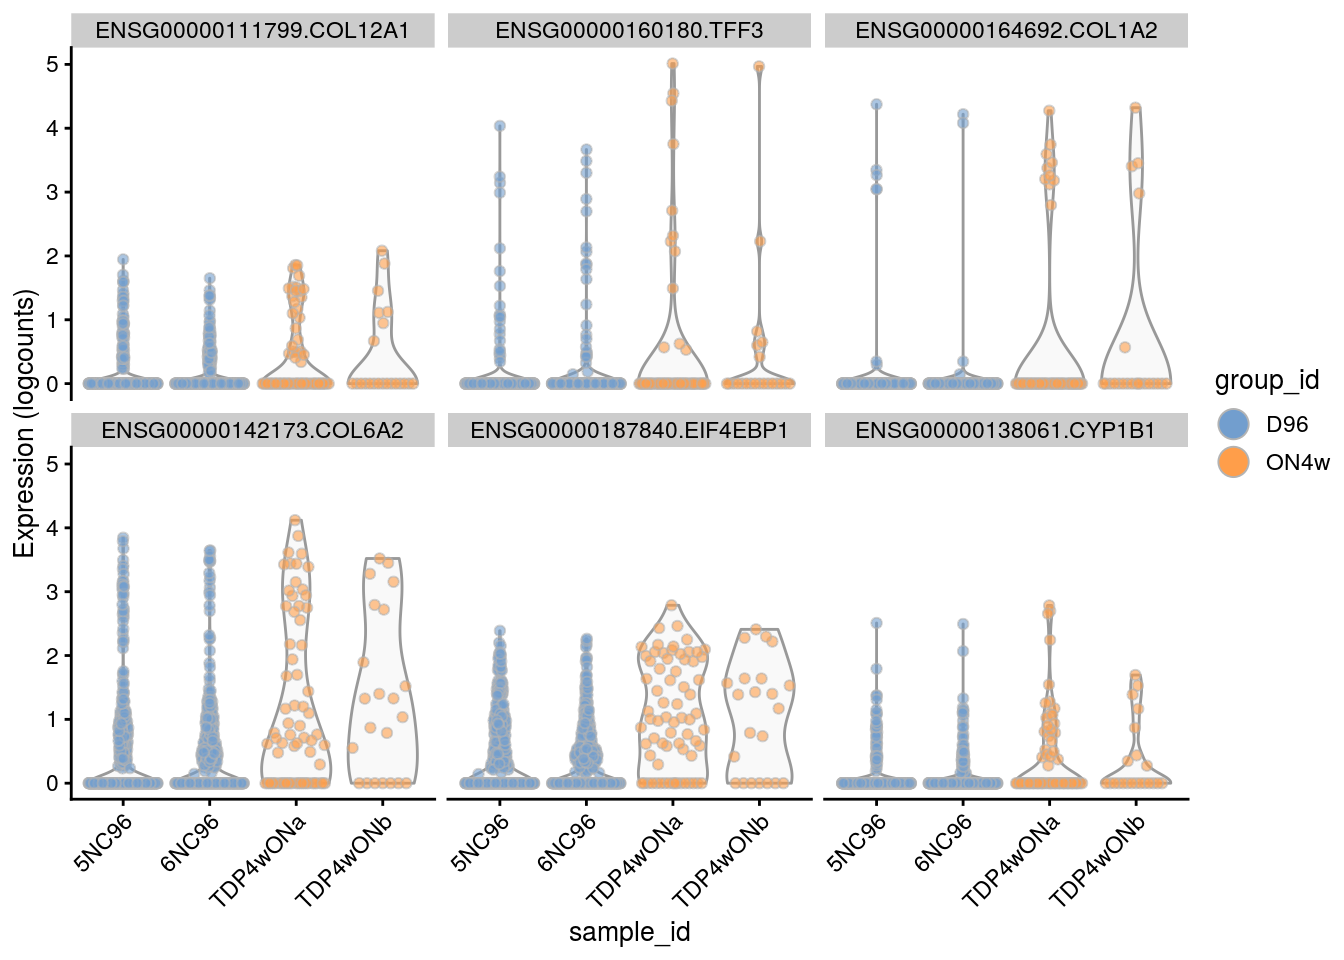 ENSG00000111799.COL12A1
ENSG00000160180.TFF3
ENSG00000164692.COL1A2
5
4
3
2
1
0
ENSG00000142173.COL6A2
ENSG00000187840.EIF4EBP1
ENSG00000138061.CYP1B1
5
4
3
2
1
0
Expression (logcounts)
5NC96
6NC96
TDP4wONa
TDP4wONb
5NC96
6NC96
TDP4wONa
TDP4wONb
5NC96
6NC96
TDP4wONa
TDP4wONb
sample_id
group_id
D96
ON4w